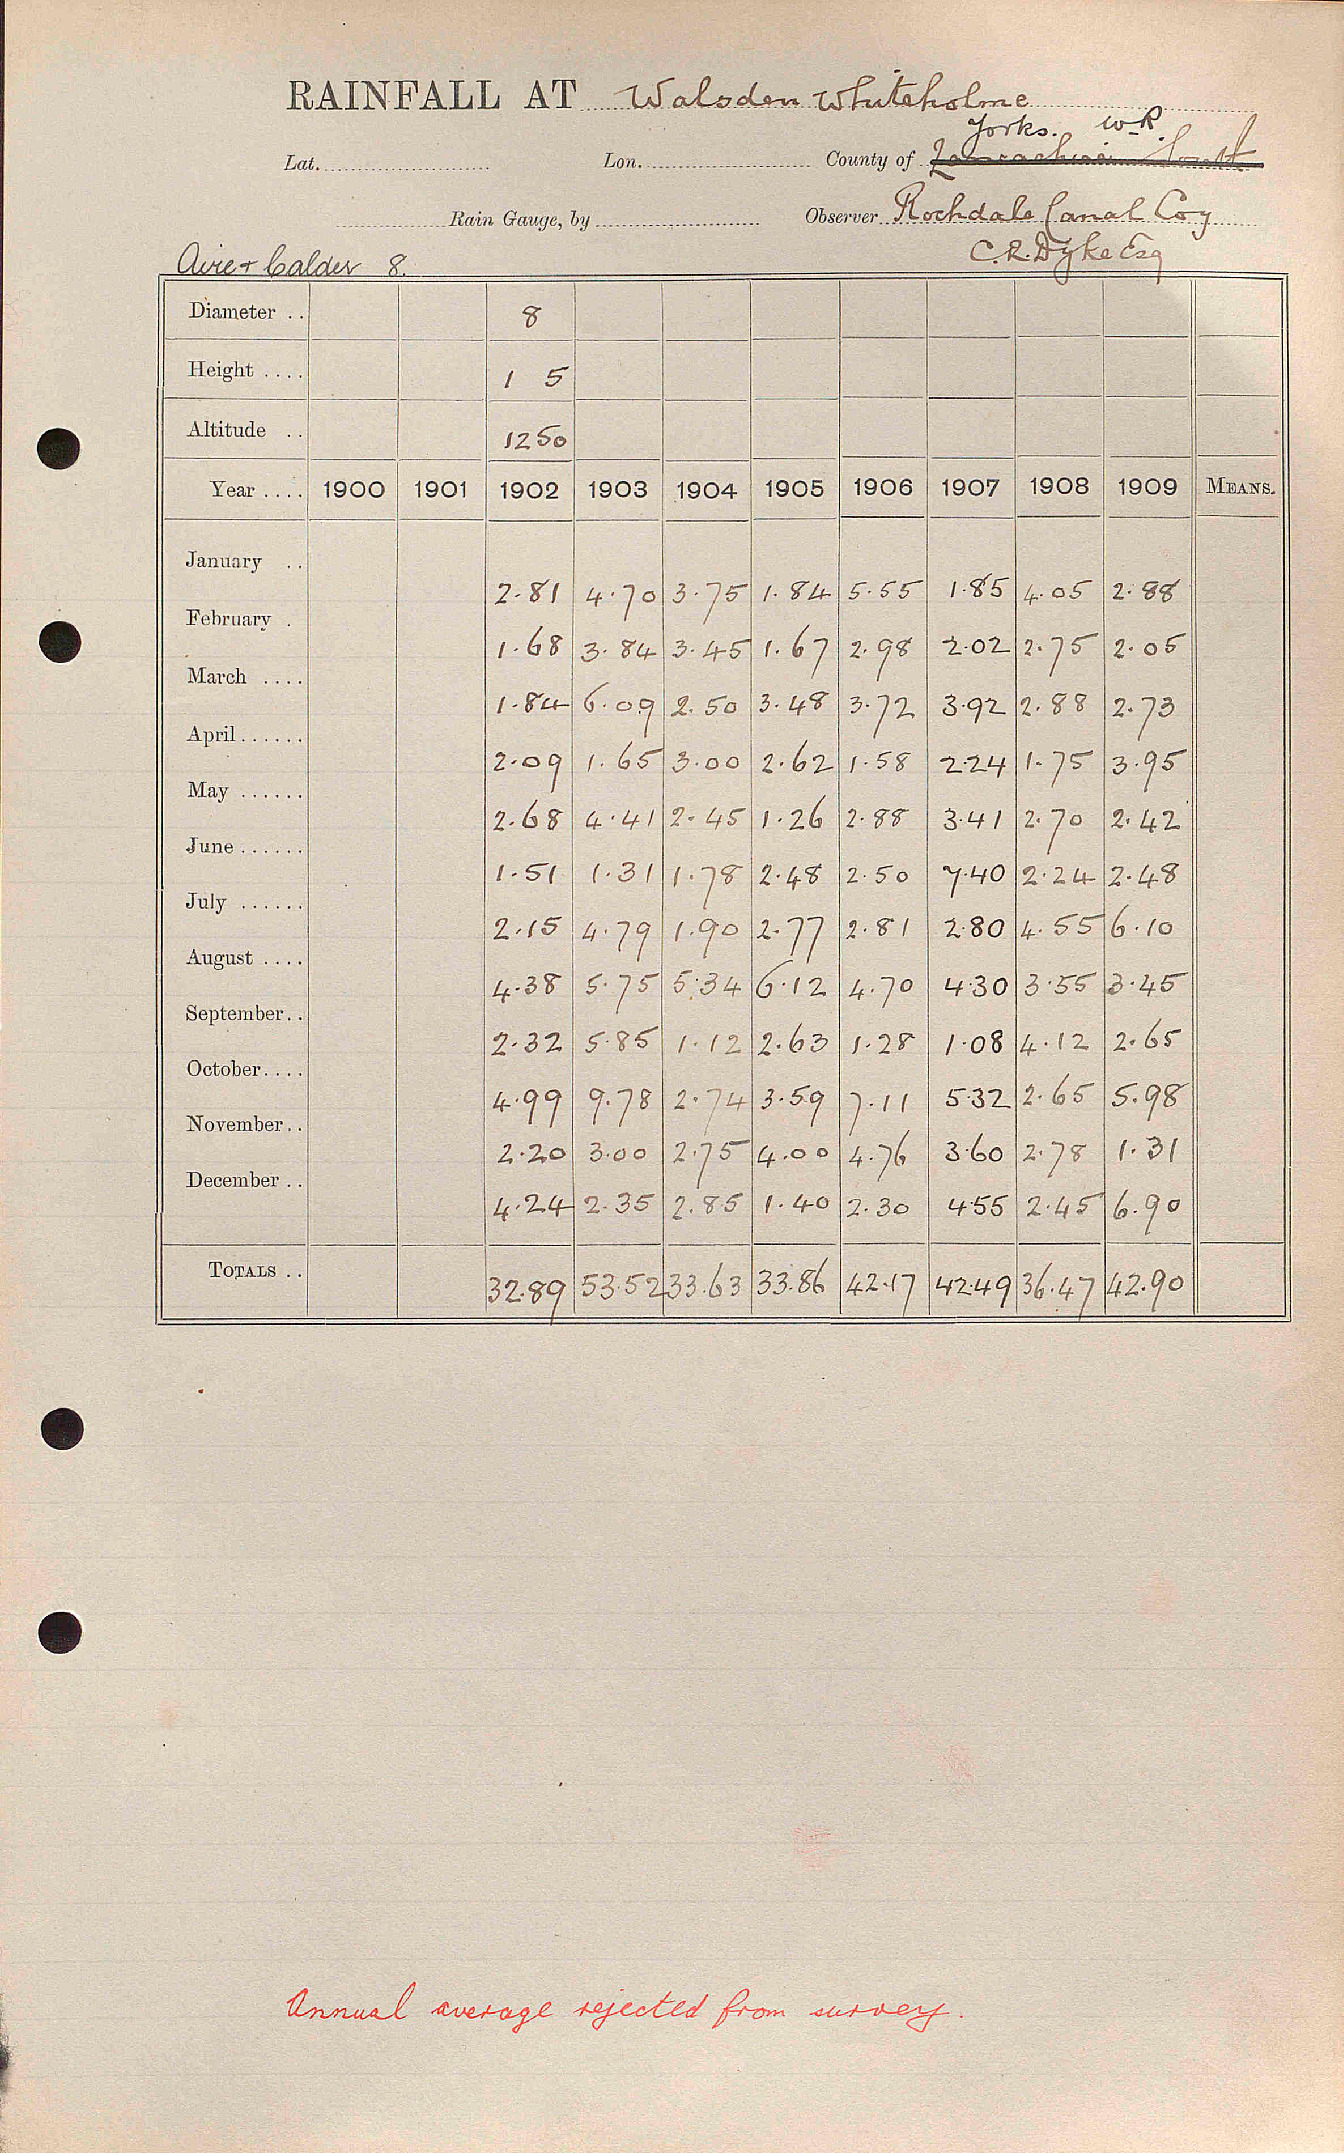 RAINFALL AT Walsden Whiteholme
Yorks. W.R.
Lat. Lon. County of Lancashire
Rain Gauge, by Observer Rochdale Canal Coy
Aire + Calder 8. C.R. Dyke Esq
Diameter .. 8
Height .... 1 5
Altitude .. 1250
Year .... 1900 1901 1902 1903 1904 1905 1906 1907 1908 1909 MEANS.
January .. 2.81 4.70 3.75 1.84 5.55 1.85 4.05 2.88
February . 1.68 3.84 3.45 1.67 2.98 2.02 2.75 2.05
March .... 1.84 6.09 2.50 3.48 3.72 3.92 2.88 2.73
April ...... 2.09 1.65 3.00 2.62 1.58 2.24 1.75 3.95
May ...... 2.68 4.41 2.45 1.26 2.88 3.41 2.70 2.42
June ...... 1.51 1.31 1.78 2.48 2.50 7.40 2.24 2.48
July ...... 2.15 4.79 1.90 2.77 2.81 2.80 4.55 6.10
August .... 4.38 5.75 5.34 6.12 4.70 4.30 3.55 3.45
September.. 2.32 5.85 1.12 2.63 1.28 1.08 4.12 2.65
October.... 4.99 9.78 2.74 3.59 7.11 5.32 2.65 5.98
November.. 2.20 3.00 2.75 4.00 4.76 3.60 2.78 1.31
December .. 4.24 2.35 2.85 1.40 2.30 4.55 2.45 6.90
TOTALS .. 32.89 53.52 33.63 33.86 42.17 42.49 36.47 42.90
Annual average rejected from survey.